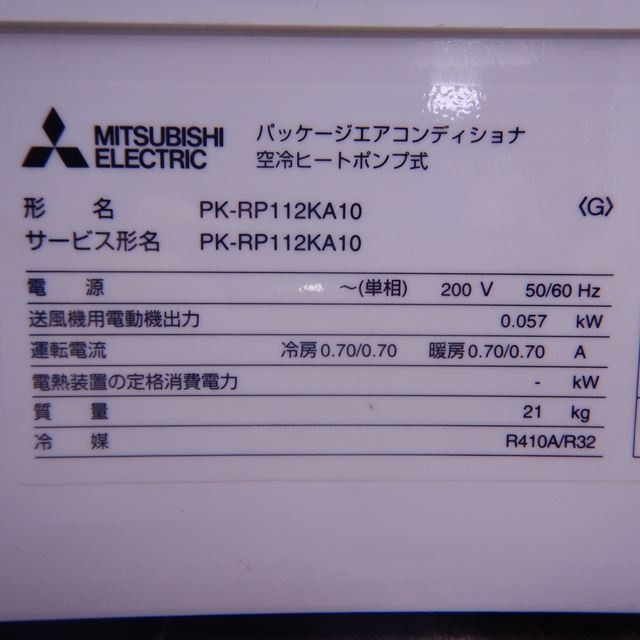 MITSUBISHI ELECTRIC
パッケージエアコンディショナ
空冷ヒートポンプ式
形 名 PK-RP112KA10 〈G〉
サービス形名 PK-RP112KA10
電 源 ～(単相) 200 V 50/60 Hz
送風機用電動機出力 0.057 kW
運転電流 冷房 0.70/0.70 暖房 0.70/0.70 A
電熱装置の定格消費電力 - kW
質 量 21 kg
冷 媒 R410A/R32